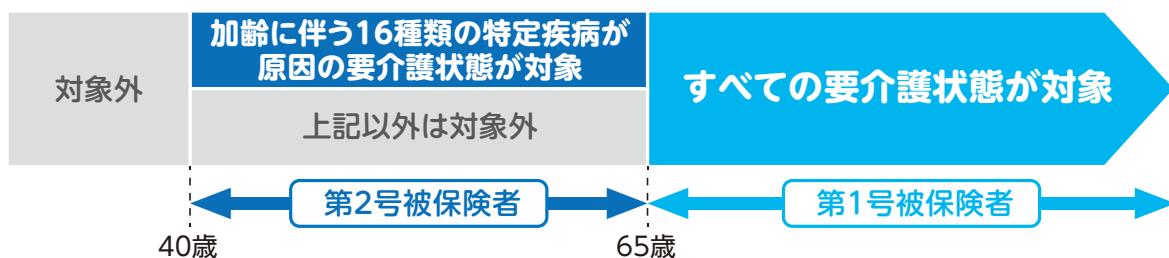 対象外
加齢に伴う16種類の特定疾病が
原因の要介護状態が対象
上記以外は対象外
すべての要介護状態が対象
第2号被保険者
第1号被保険者
40歳
65歳